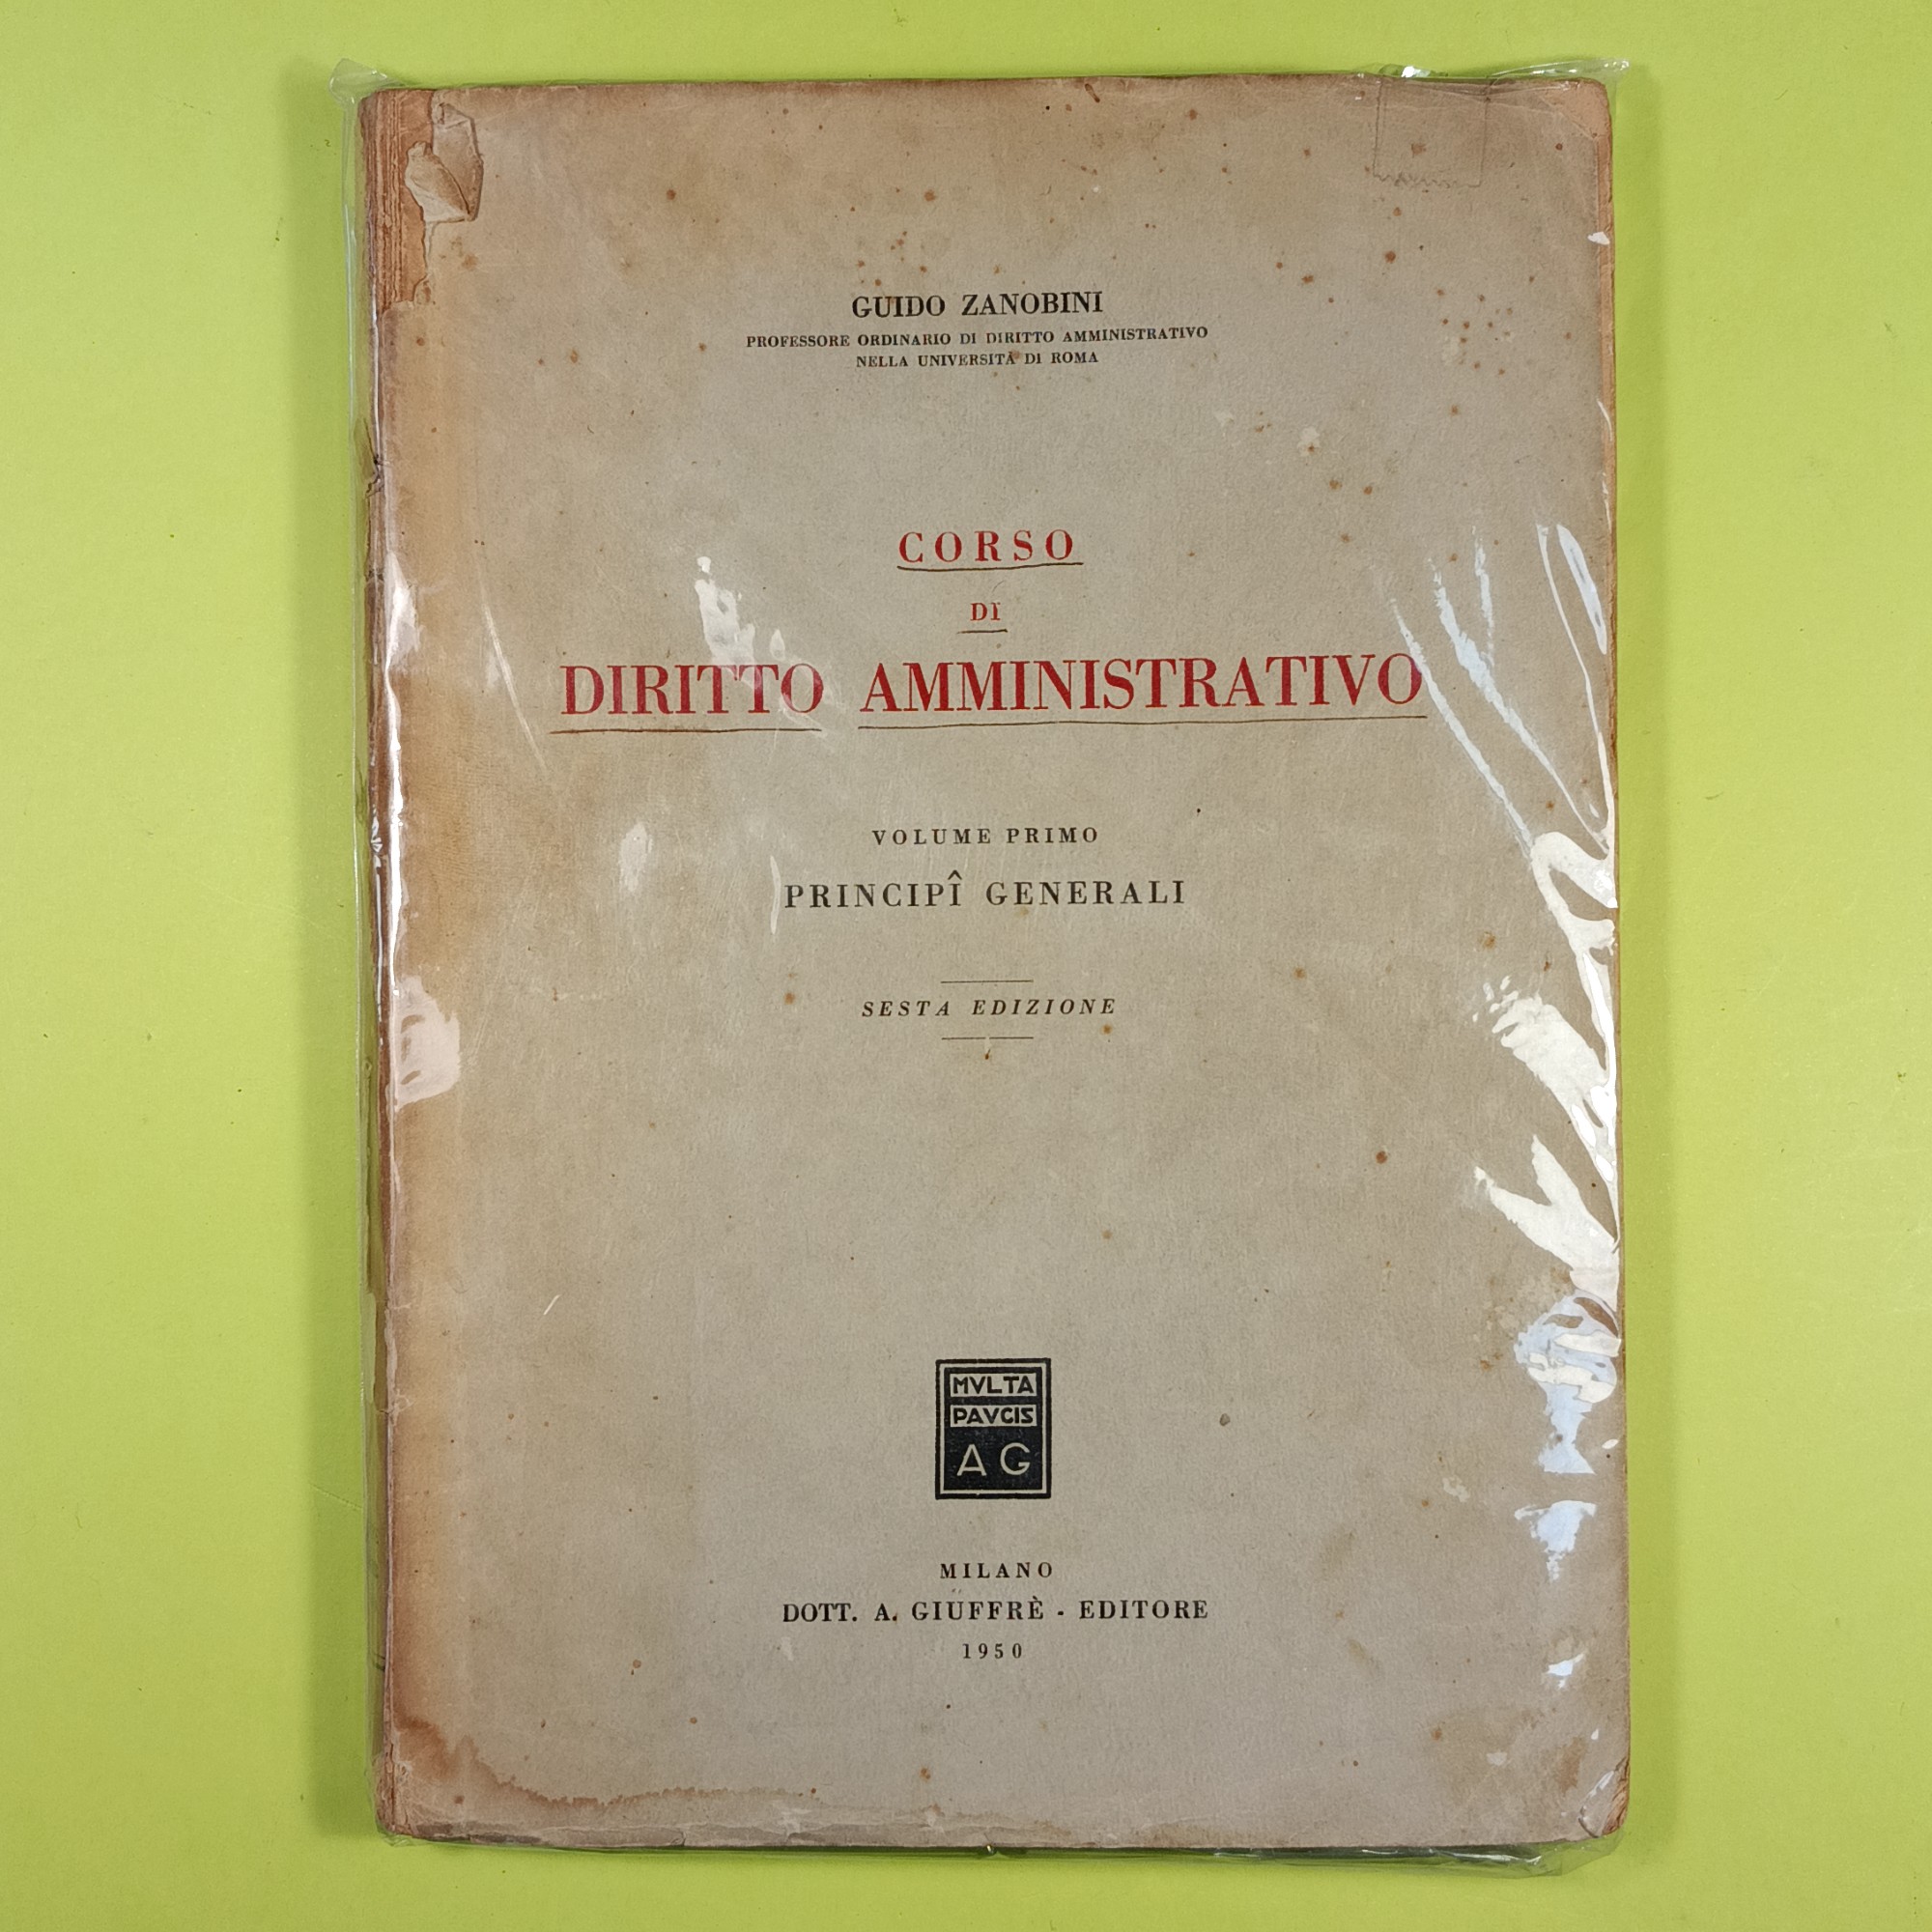 GUIDO ZANOBINI
PROFESSORE ORDINARIO DI DIRITTO AMMINISTRATIVO
NELLA UNIVERSITÀ DI ROMA
CORSO
DI
DIRITTO AMMINISTRATIVO
VOLUME PRIMO
PRINCIPÎ GENERALI
SESTA EDIZIONE
MVLTA
PAVCIS
A G
MILANO
DOTT. A. GIUFFRÈ - EDITORE
1950